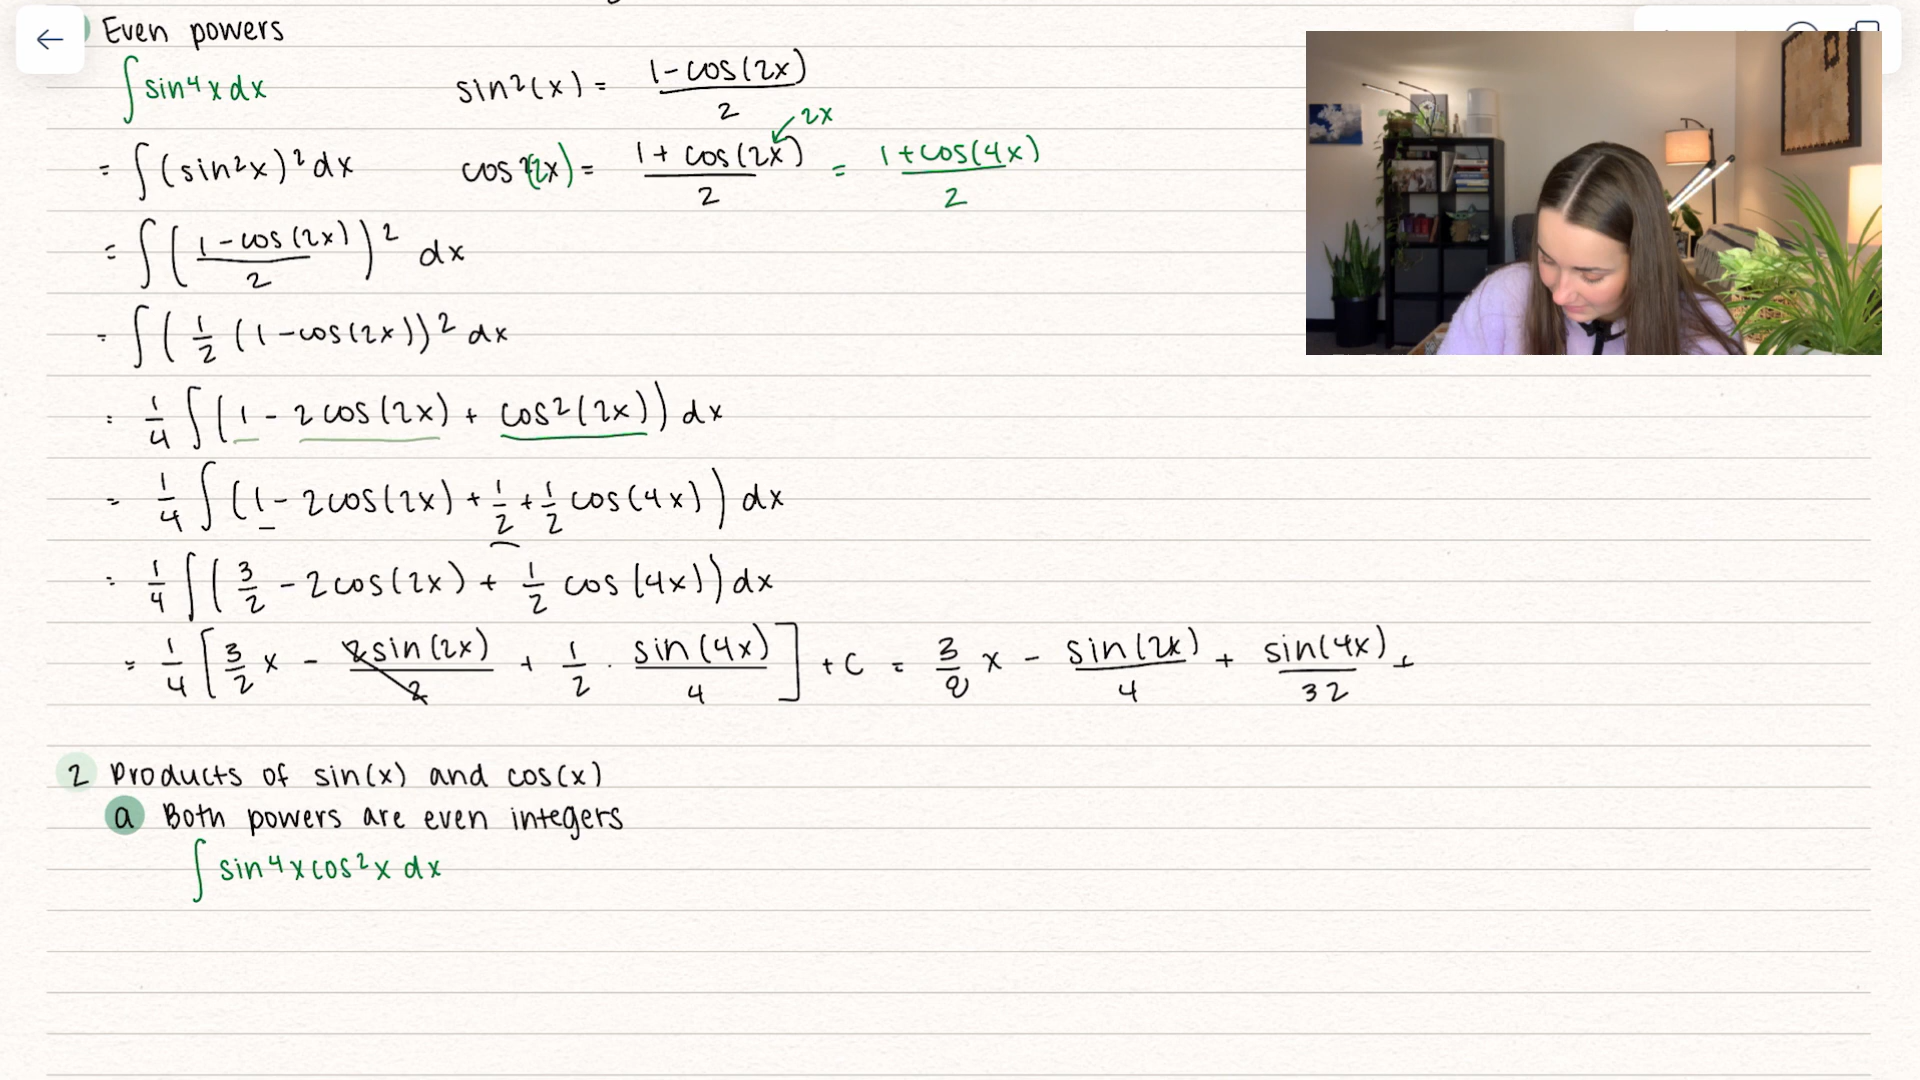 Even powers
∫ sin⁴x dx    sin²(x) = (1 - cos(2x))/2
= ∫ (sin²x)² dx    cos²(2x) = (1 + cos(2x))/2 = (1 + cos(4x))/2    2x
= ∫ ((1 - cos(2x))/2)² dx
= ∫ (1/2 (1 - cos(2x))² dx
= 1/4 ∫ (1 - 2cos(2x) + cos²(2x)) dx
= 1/4 ∫ (1 - 2cos(2x) + 1/2 + 1/2 cos(4x)) dx
= 1/4 ∫ (3/2 - 2cos(2x) + 1/2 cos(4x)) dx
= 1/4 [3/2 x - 2sin(2x)/2 + 1/2 · sin(4x)/4] + C = 3/8 x - sin(2x)/4 + sin(4x)/32 +
2 Products of sin(x) and cos(x)
a Both powers are even integers
∫ sin⁴x cos²x dx